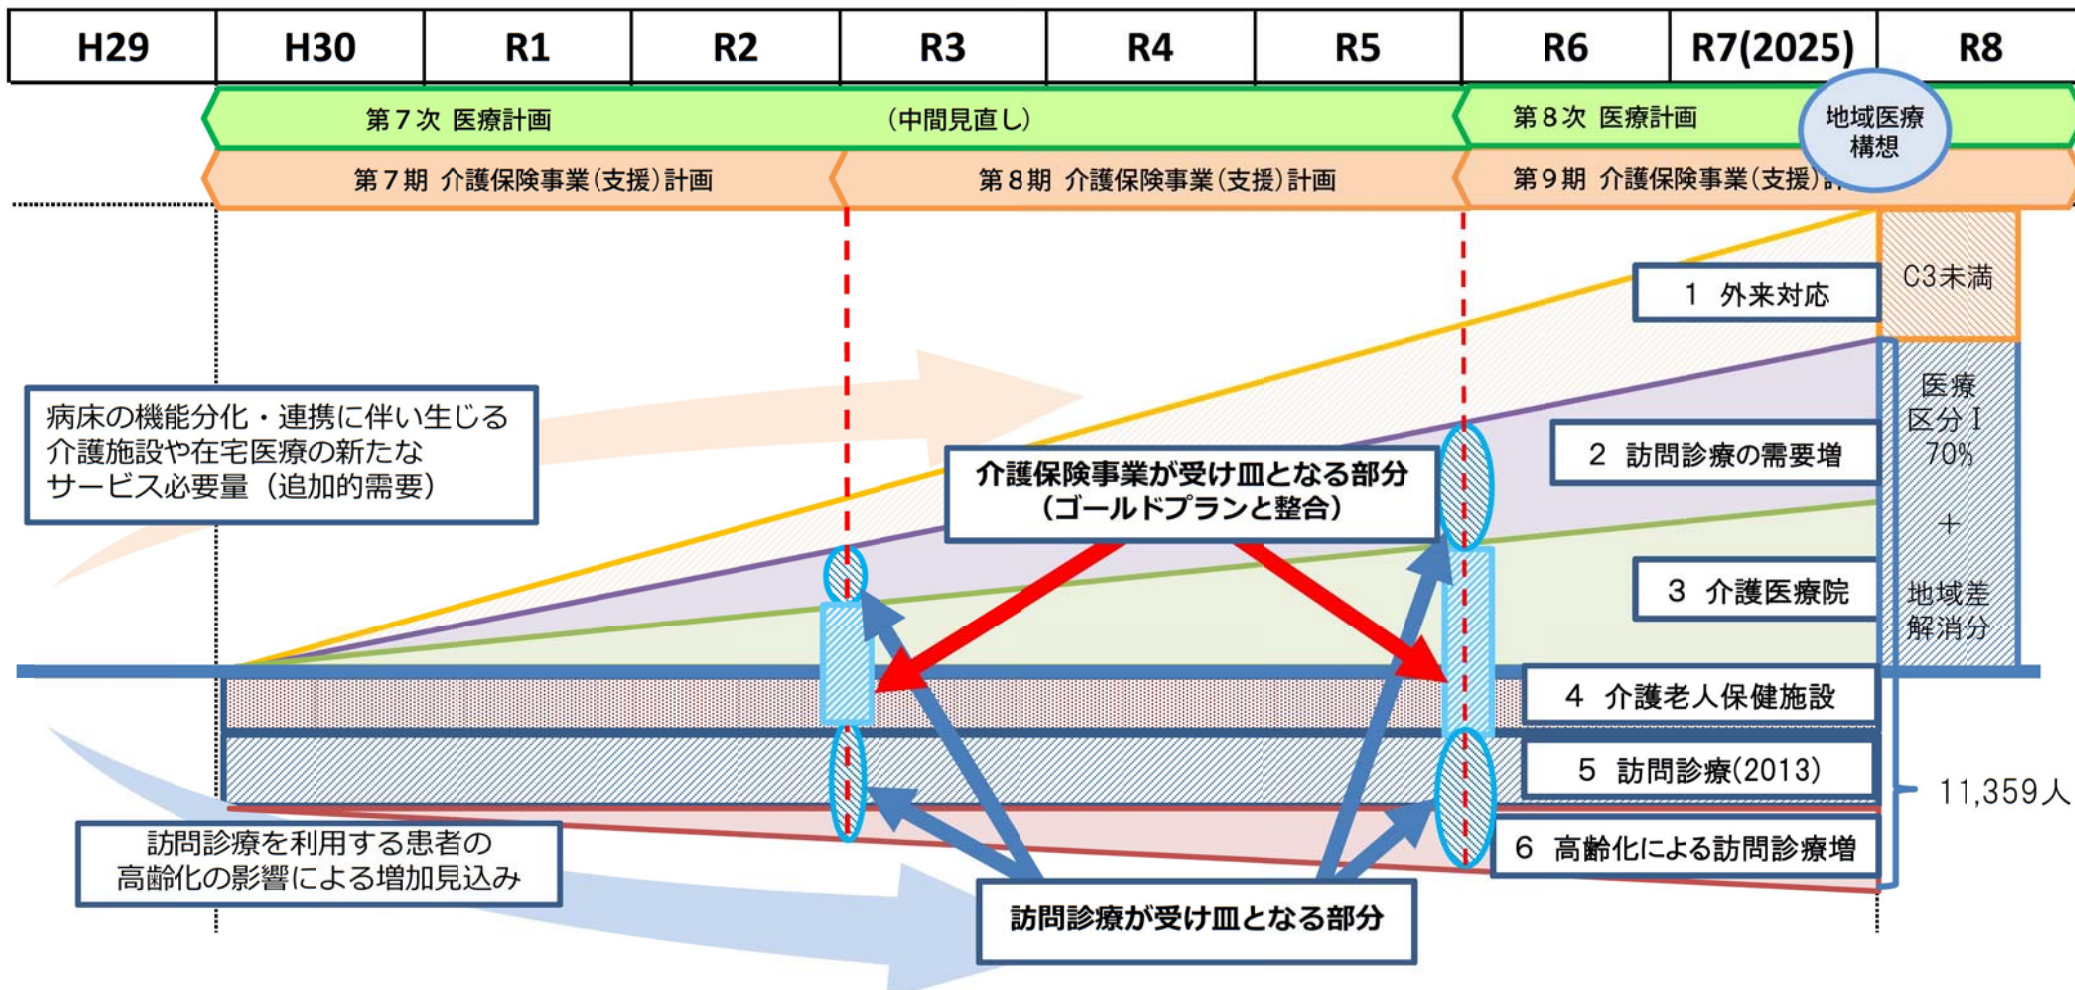 H29 H30 R1 R2 R3 R4 R5 R6 R7(2025) R8
第7次 医療計画 (中間見直し) 第8次 医療計画
地域医療
構想
第7期 介護保険事業(支援)計画 第8期 介護保険事業(支援)計画 第9期 介護保険事業(支援)計
1 外来対応
C3未満
病床の機能分化・連携に伴い生じる
介護施設や在宅医療の新たな
サービス必要量（追加的需要）
介護保険事業が受け皿となる部分
（ゴールドプランと整合）
2 訪問診療の需要増
医療
区分Ⅰ
70%
+
地域差
解消分
3 介護医療院
4 介護老人保健施設
5 訪問診療(2013)
11,359人
6 高齢化による訪問診療増
訪問診療を利用する患者の
高齢化の影響による増加見込み
訪問診療が受け皿となる部分